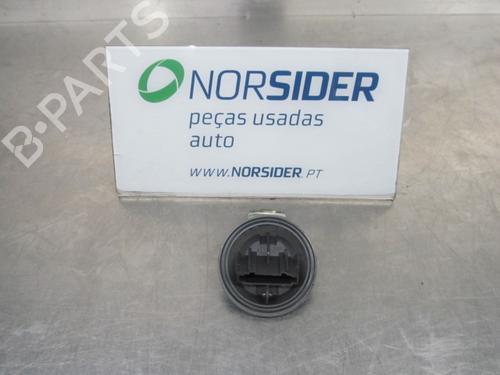 B-PARTS
NORSIDER
peças usadas
auto
www.NORSIDER.PT